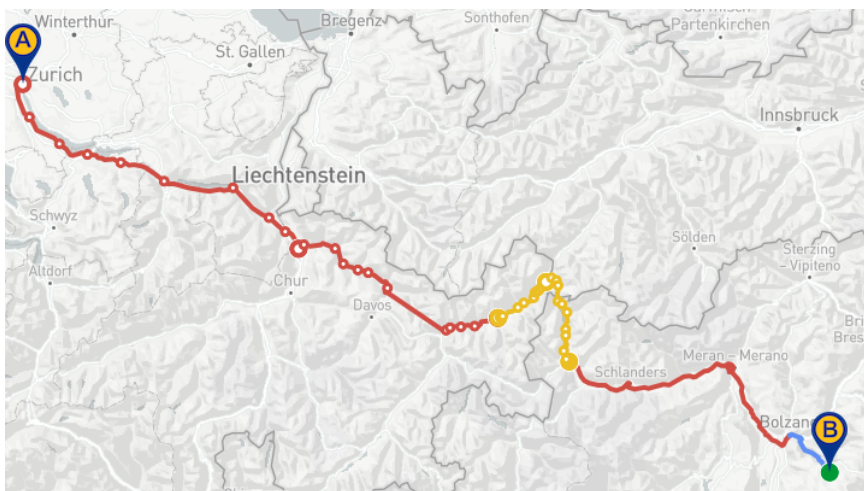 Winterthur
Bregenz
Sonthofen
Partenkirchen
A
St. Gallen
Zurich
Innsbruck
Liechtenstein
Schwyz
Sölden
Sterzing
–Vipiteno
Altdorf
Chur
Davos
Meran – Merano
Schlanders
B